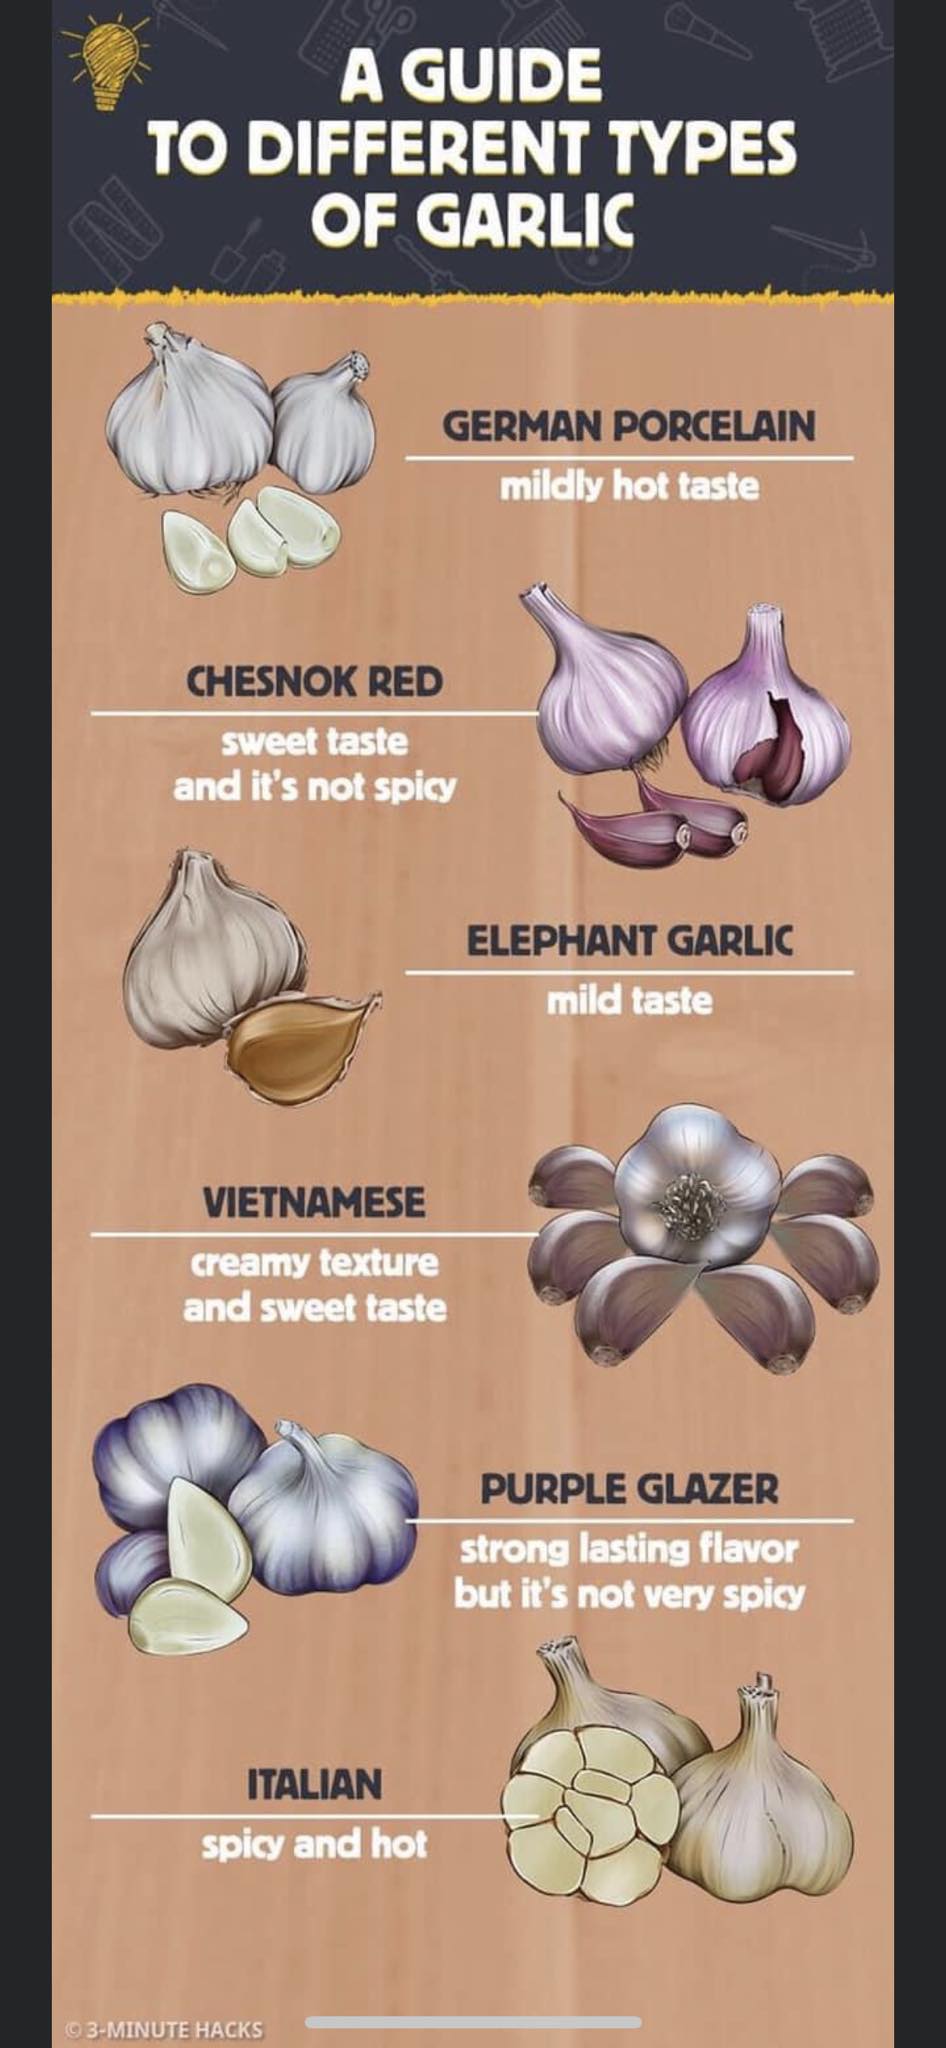 A GUIDE
TO DIFFERENT TYPES
OF GARLIC
GERMAN PORCELAIN
mildly hot taste
CHESNOK RED
sweet taste
and it's not spicy
ELEPHANT GARLIC
mild taste
VIETNAMESE
creamy texture
and sweet taste
PURPLE GLAZER
strong lasting flavor
but it's not very spicy
ITALIAN
spicy and hot
© 3-MINUTE HACKS